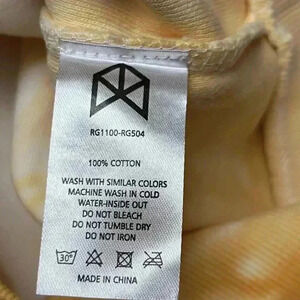 RG1100-RG504
100% COTTON
WASH WITH SIMILAR COLORS
MACHINE WASH IN COLD
WATER-INSIDE OUT
DO NOT BLEACH
DO NOT TUMBLE DRY
DO NOT IRON
30°
MADE IN CHINA